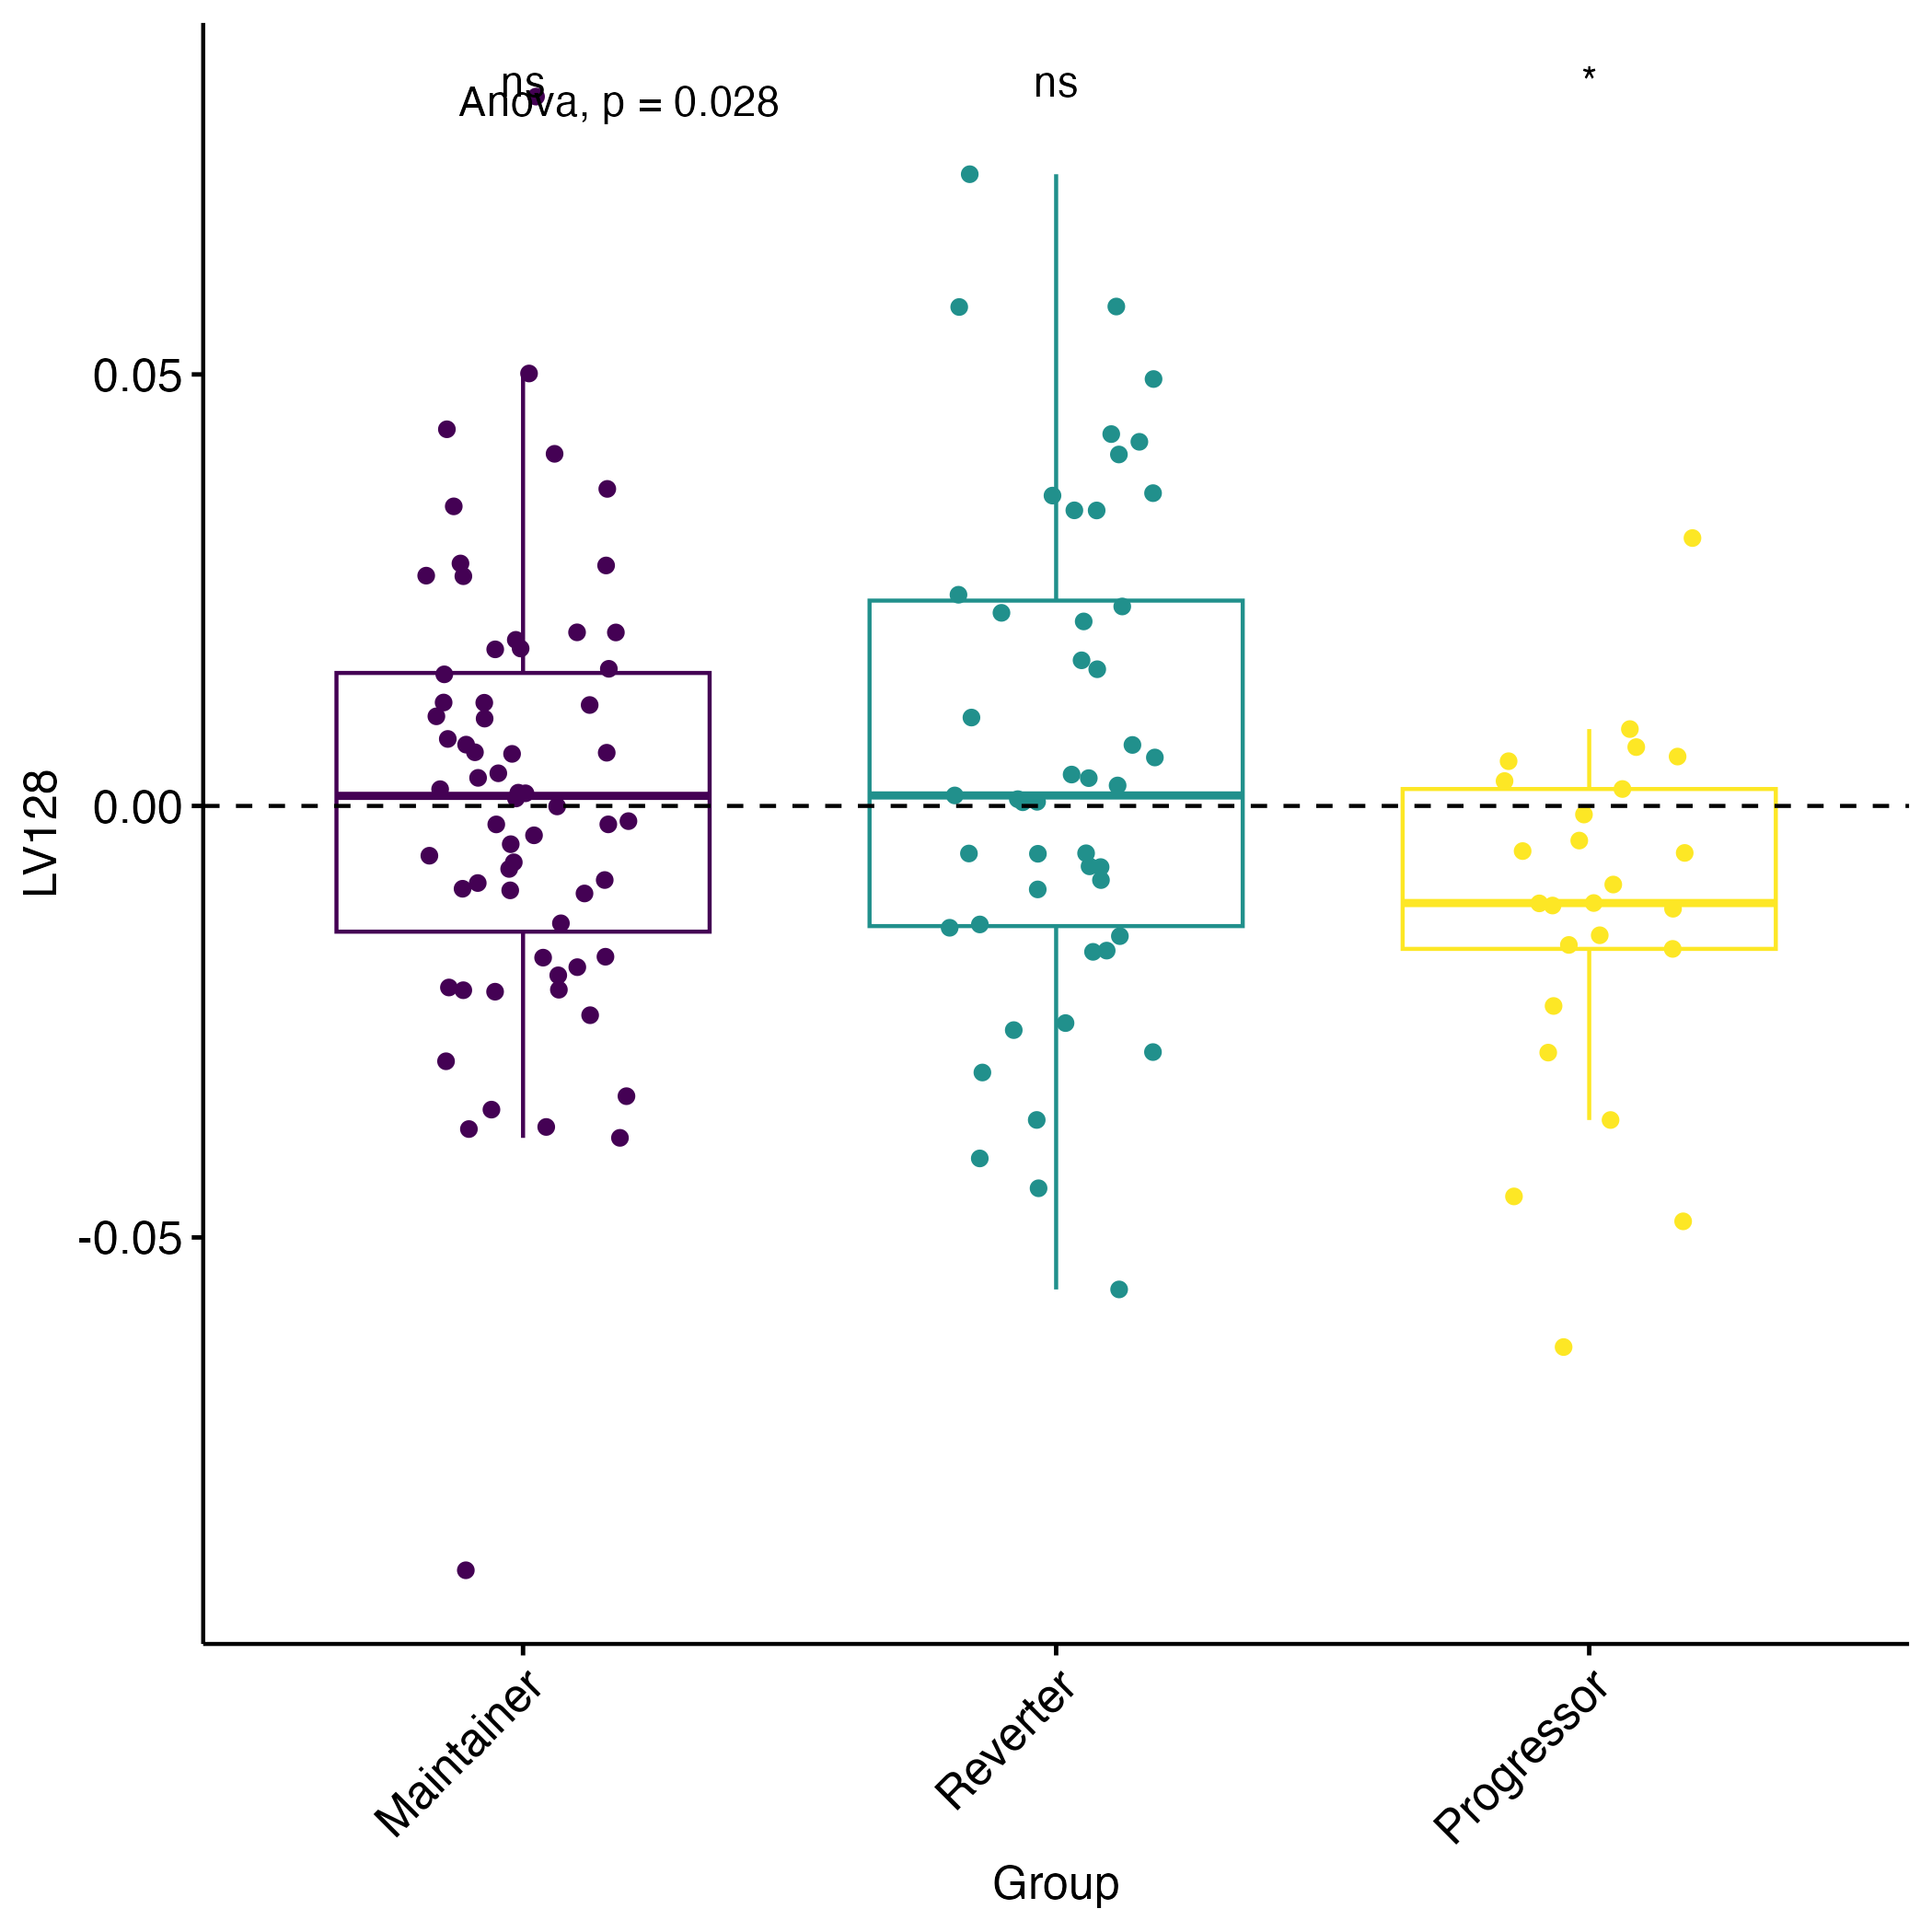 ns
ns
*
Anova, p = 0.028
0.05
0.00
-0.05
LV128
Maintainer
Reverter
Progressor
Group